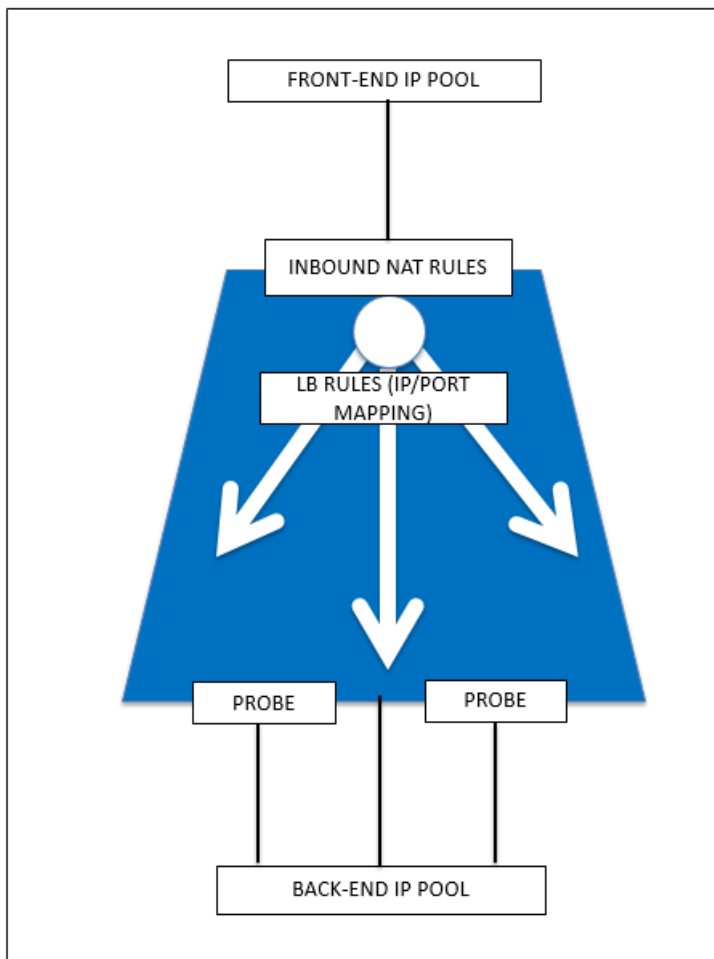 FRONT-END IP POOL
INBOUND NAT RULES
LB RULES (IP/PORT
MAPPING)
PROBE
PROBE
BACK-END IP POOL